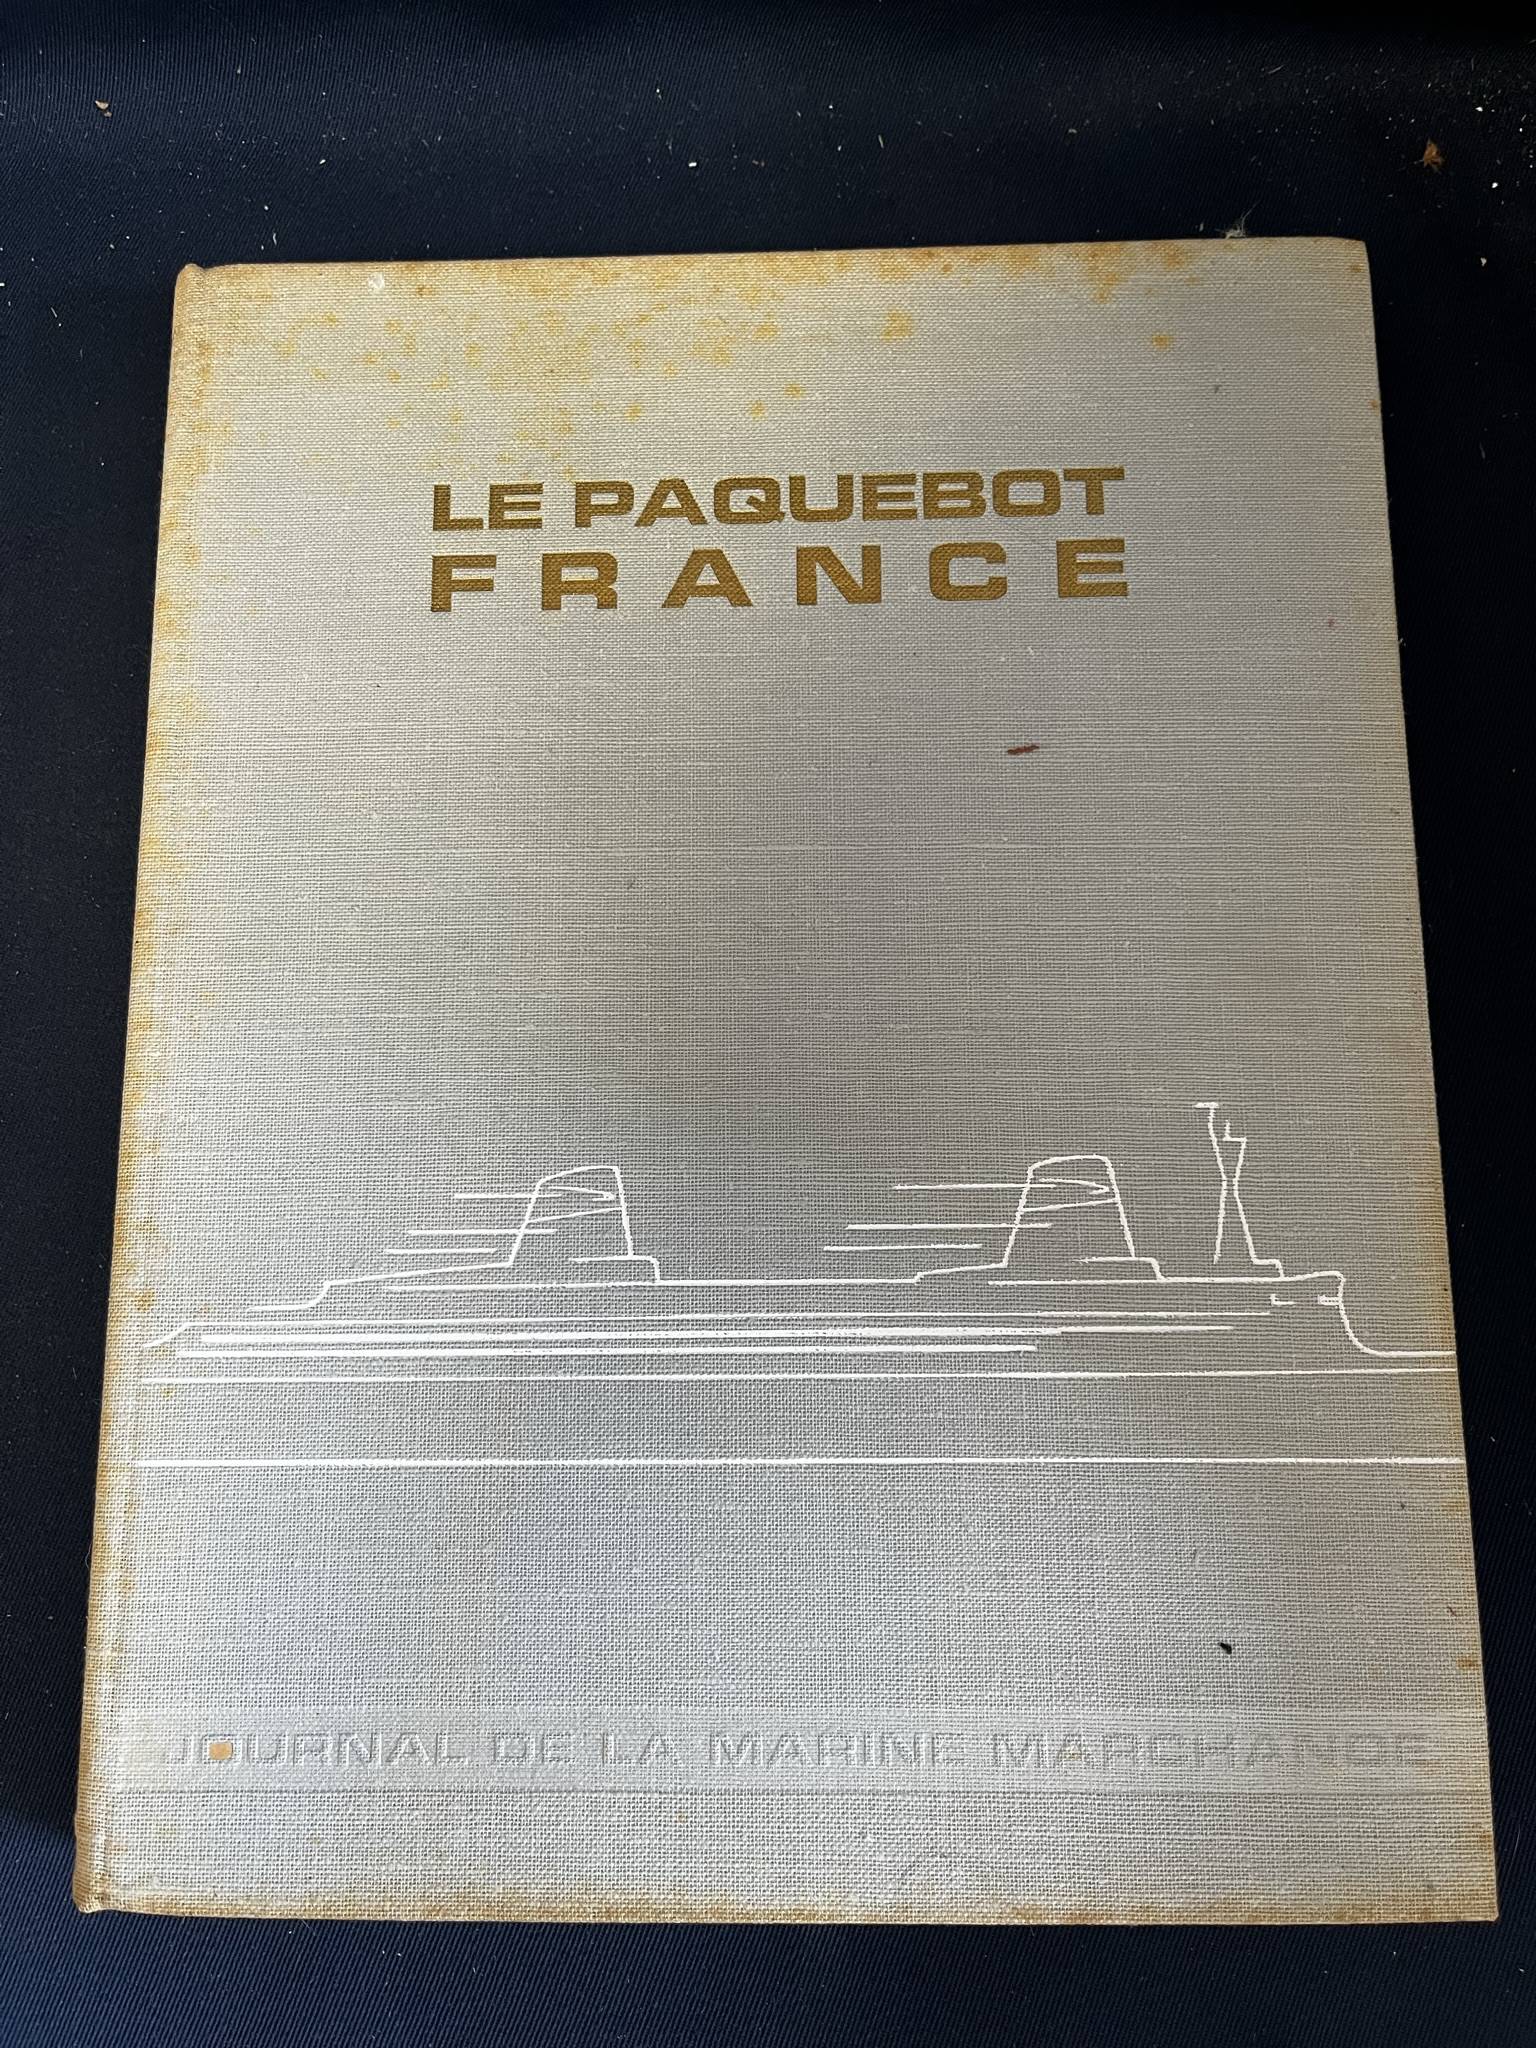 LE PAQUEBOT
FRANCE
JOURNAL DE LA MARINE MARCHANDE